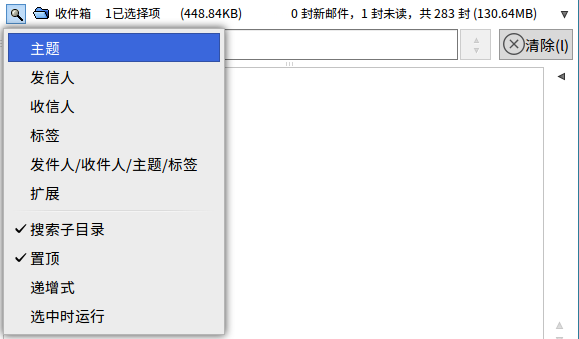 收件箱 1已选择项 (448.84KB) 0 封新邮件，1 封未读，共 283 封 (130.64MB)
清除(l)
主题
发信人
收信人
标签
发件人/收件人/主题/标签
扩展
搜索子目录
置顶
递增式
选中时运行